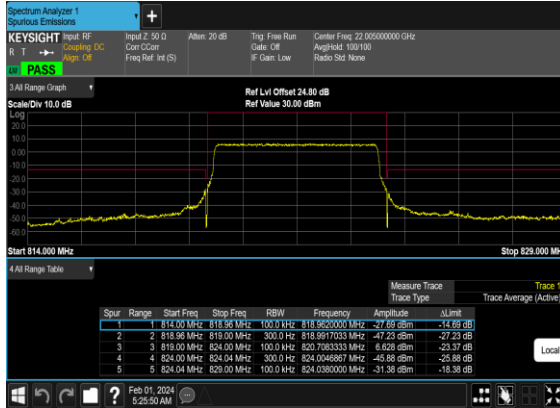 Spectrum Analyzer 1
Spurious Emissions
+
KEYSIGHT Input: RF Input Z: 50 Ω Atten: 20 dB Trig: Free Run Center Freq: 22.005000000 GHz
R T Coupling: DC Corr CCorr Gate: Off Avg|Hold: 100/100
Align: Off Freq Ref: Int (S) IF Gain: Low Radio Std: None
PASS
3 All Range Graph
Ref Lvl Offset 24.80 dB
Scale/Div 10.0 dB Ref Value 30.00 dBm
Log
20.0
10.0
0.00
-10.0
-20.0
-30.0
-40.0
-50.0
-60.0
Start 814.000 MHz Stop 829.000 MH
4 All Range Table
Measure Trace Trace 1
Trace Type Trace Average (Active)
Spur Range Start Freq Stop Freq RBW Frequency Amplitude ΔLimit
1 1 814.00 MHz 818.96 MHz 100.0 kHz 818.9620000 MHz -27.69 dBm -14.69 dB
2 2 818.96 MHz 819.00 MHz 300.0 Hz 818.9917033 MHz -47.23 dBm -27.23 dB
3 3 819.00 MHz 824.00 MHz 100.0 kHz 820.7083333 MHz 6.628 dBm -23.37 dB
4 4 824.00 MHz 824.04 MHz 300.0 Hz 824.0046867 MHz -45.88 dBm -25.88 dB
5 5 824.04 MHz 829.00 MHz 100.0 kHz 824.0380000 MHz -31.38 dBm -18.38 dB
Local
?
Feb 01, 2024
5:25:50 AM